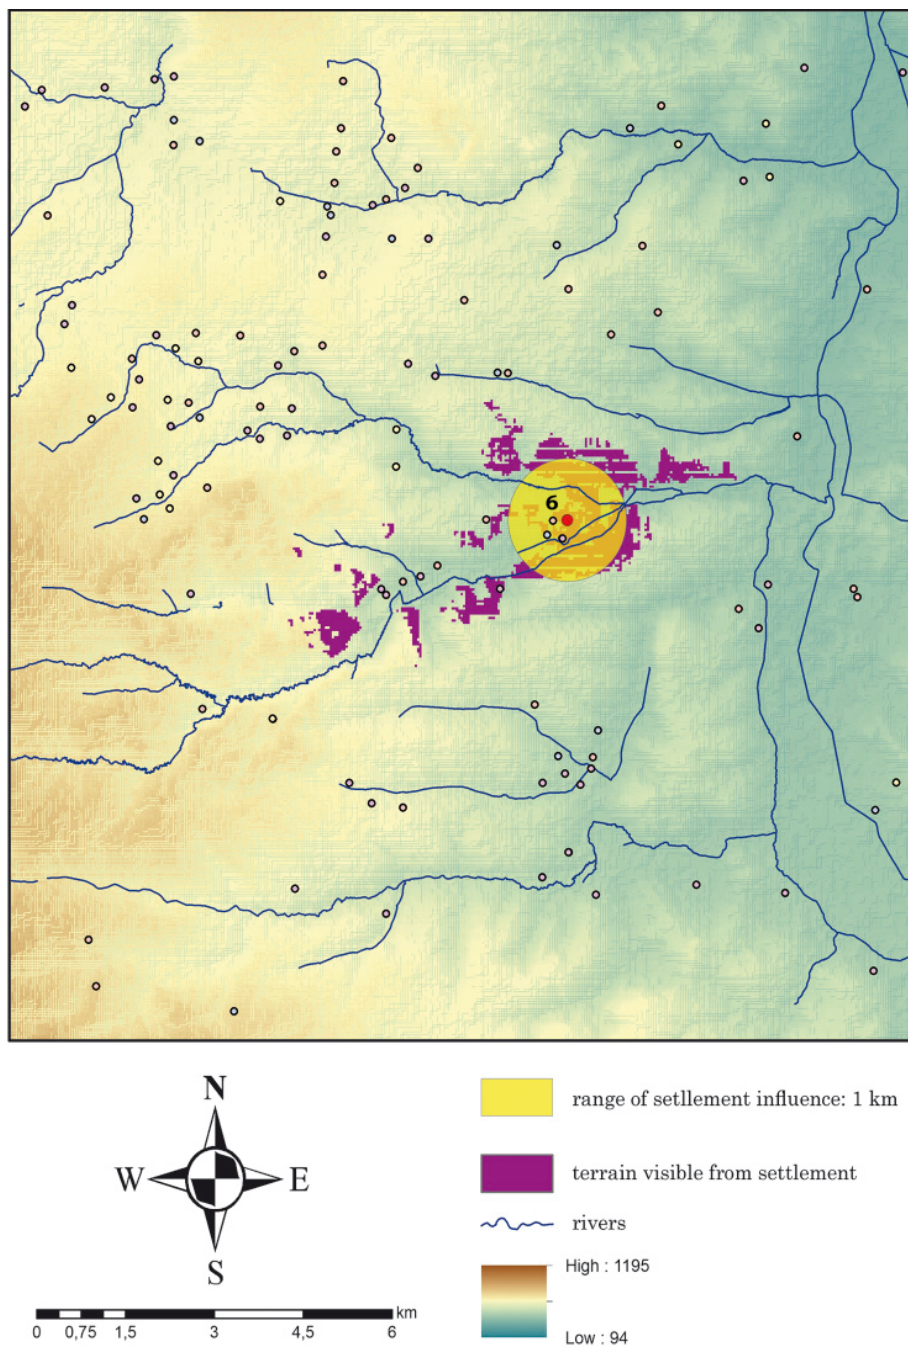 6
N
W
E
S
range of setllement influence: 1 km
terrain visible from settlement
rivers
High : 1195
Low : 94
km
0 0,75 1,5 3 4,5 6